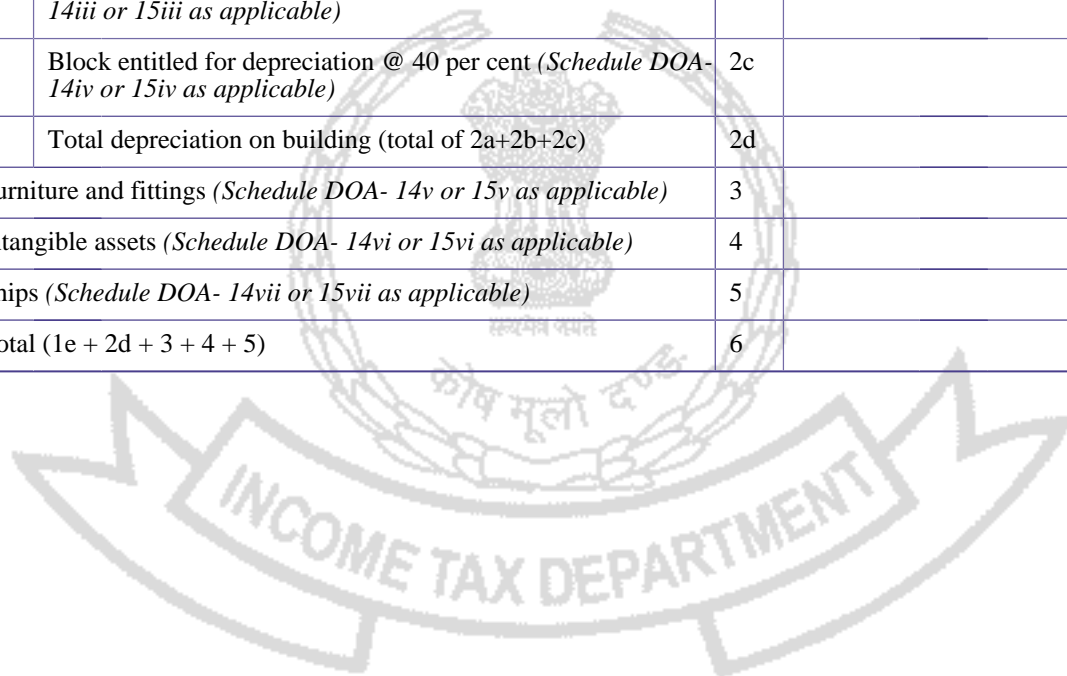 14iii or 15iii as applicable)
Block entitled for depreciation @ 40 per cent (Schedule DOA- 2c
14iv or 15iv as applicable)
Total depreciation on building (total of 2a+2b+2c) 2d
urniture and fittings (Schedule DOA- 14v or 15v as applicable) 3
ntangible assets (Schedule DOA- 14vi or 15vi as applicable) 4
hips (Schedule DOA- 14vii or 15vii as applicable) 5
otal (1e + 2d + 3 + 4 + 5) 6
कोष मूलो दण्डः
INCOME TAX DEPARTMENT